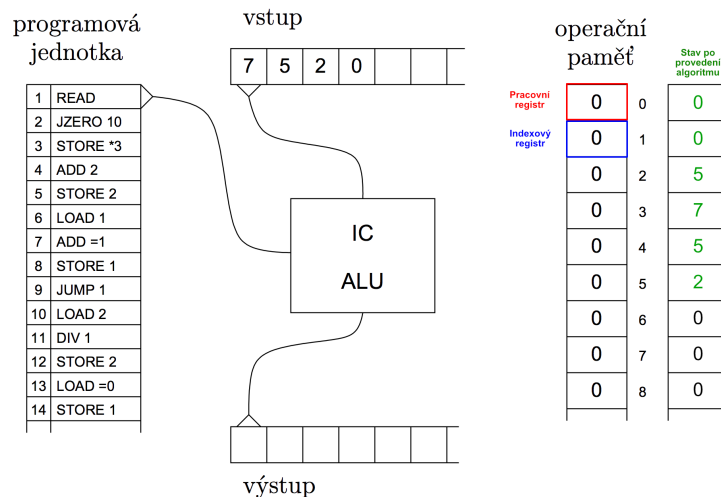 programová
jednotka
1 READ
2 JZERO 10
3 STORE *3
4 ADD 2
5 STORE 2
6 LOAD 1
7 ADD =1
8 STORE 1
9 JUMP 1
10 LOAD 2
11 DIV 1
12 STORE 2
13 LOAD =0
14 STORE 1
vstup
7 5 2 0
IC
ALU
výstup
operační
paměť
Stav po
provedení
algoritmu
Pracovní
registr
0 0 0
Indexový
registr
0 1 0
0 2 5
0 3 7
0 4 5
0 5 2
0 6 0
0 7 0
0 8 0